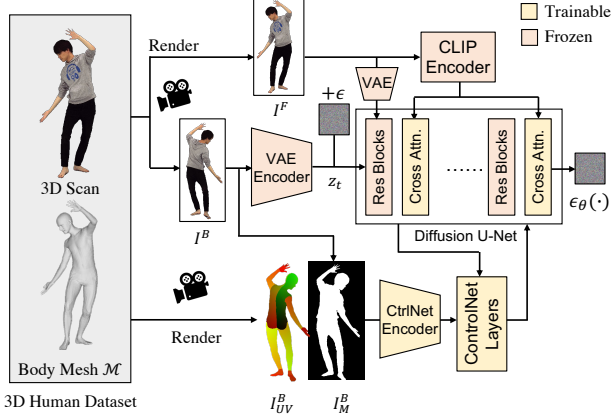 Trainable
Frozen
Render
I^F
VAE
CLIP
Encoder
+ϵ
3D Scan
I^B
VAE
Encoder
z_t
Res Blocks
Cross Attn.
......
Res Blocks
Cross Attn.
ϵ_θ(·)
Diffusion U-Net
Body Mesh ℳ
Render
I^B_UV
I^B_M
CtrlNet
Encoder
ControlNet
Layers
3D Human Dataset